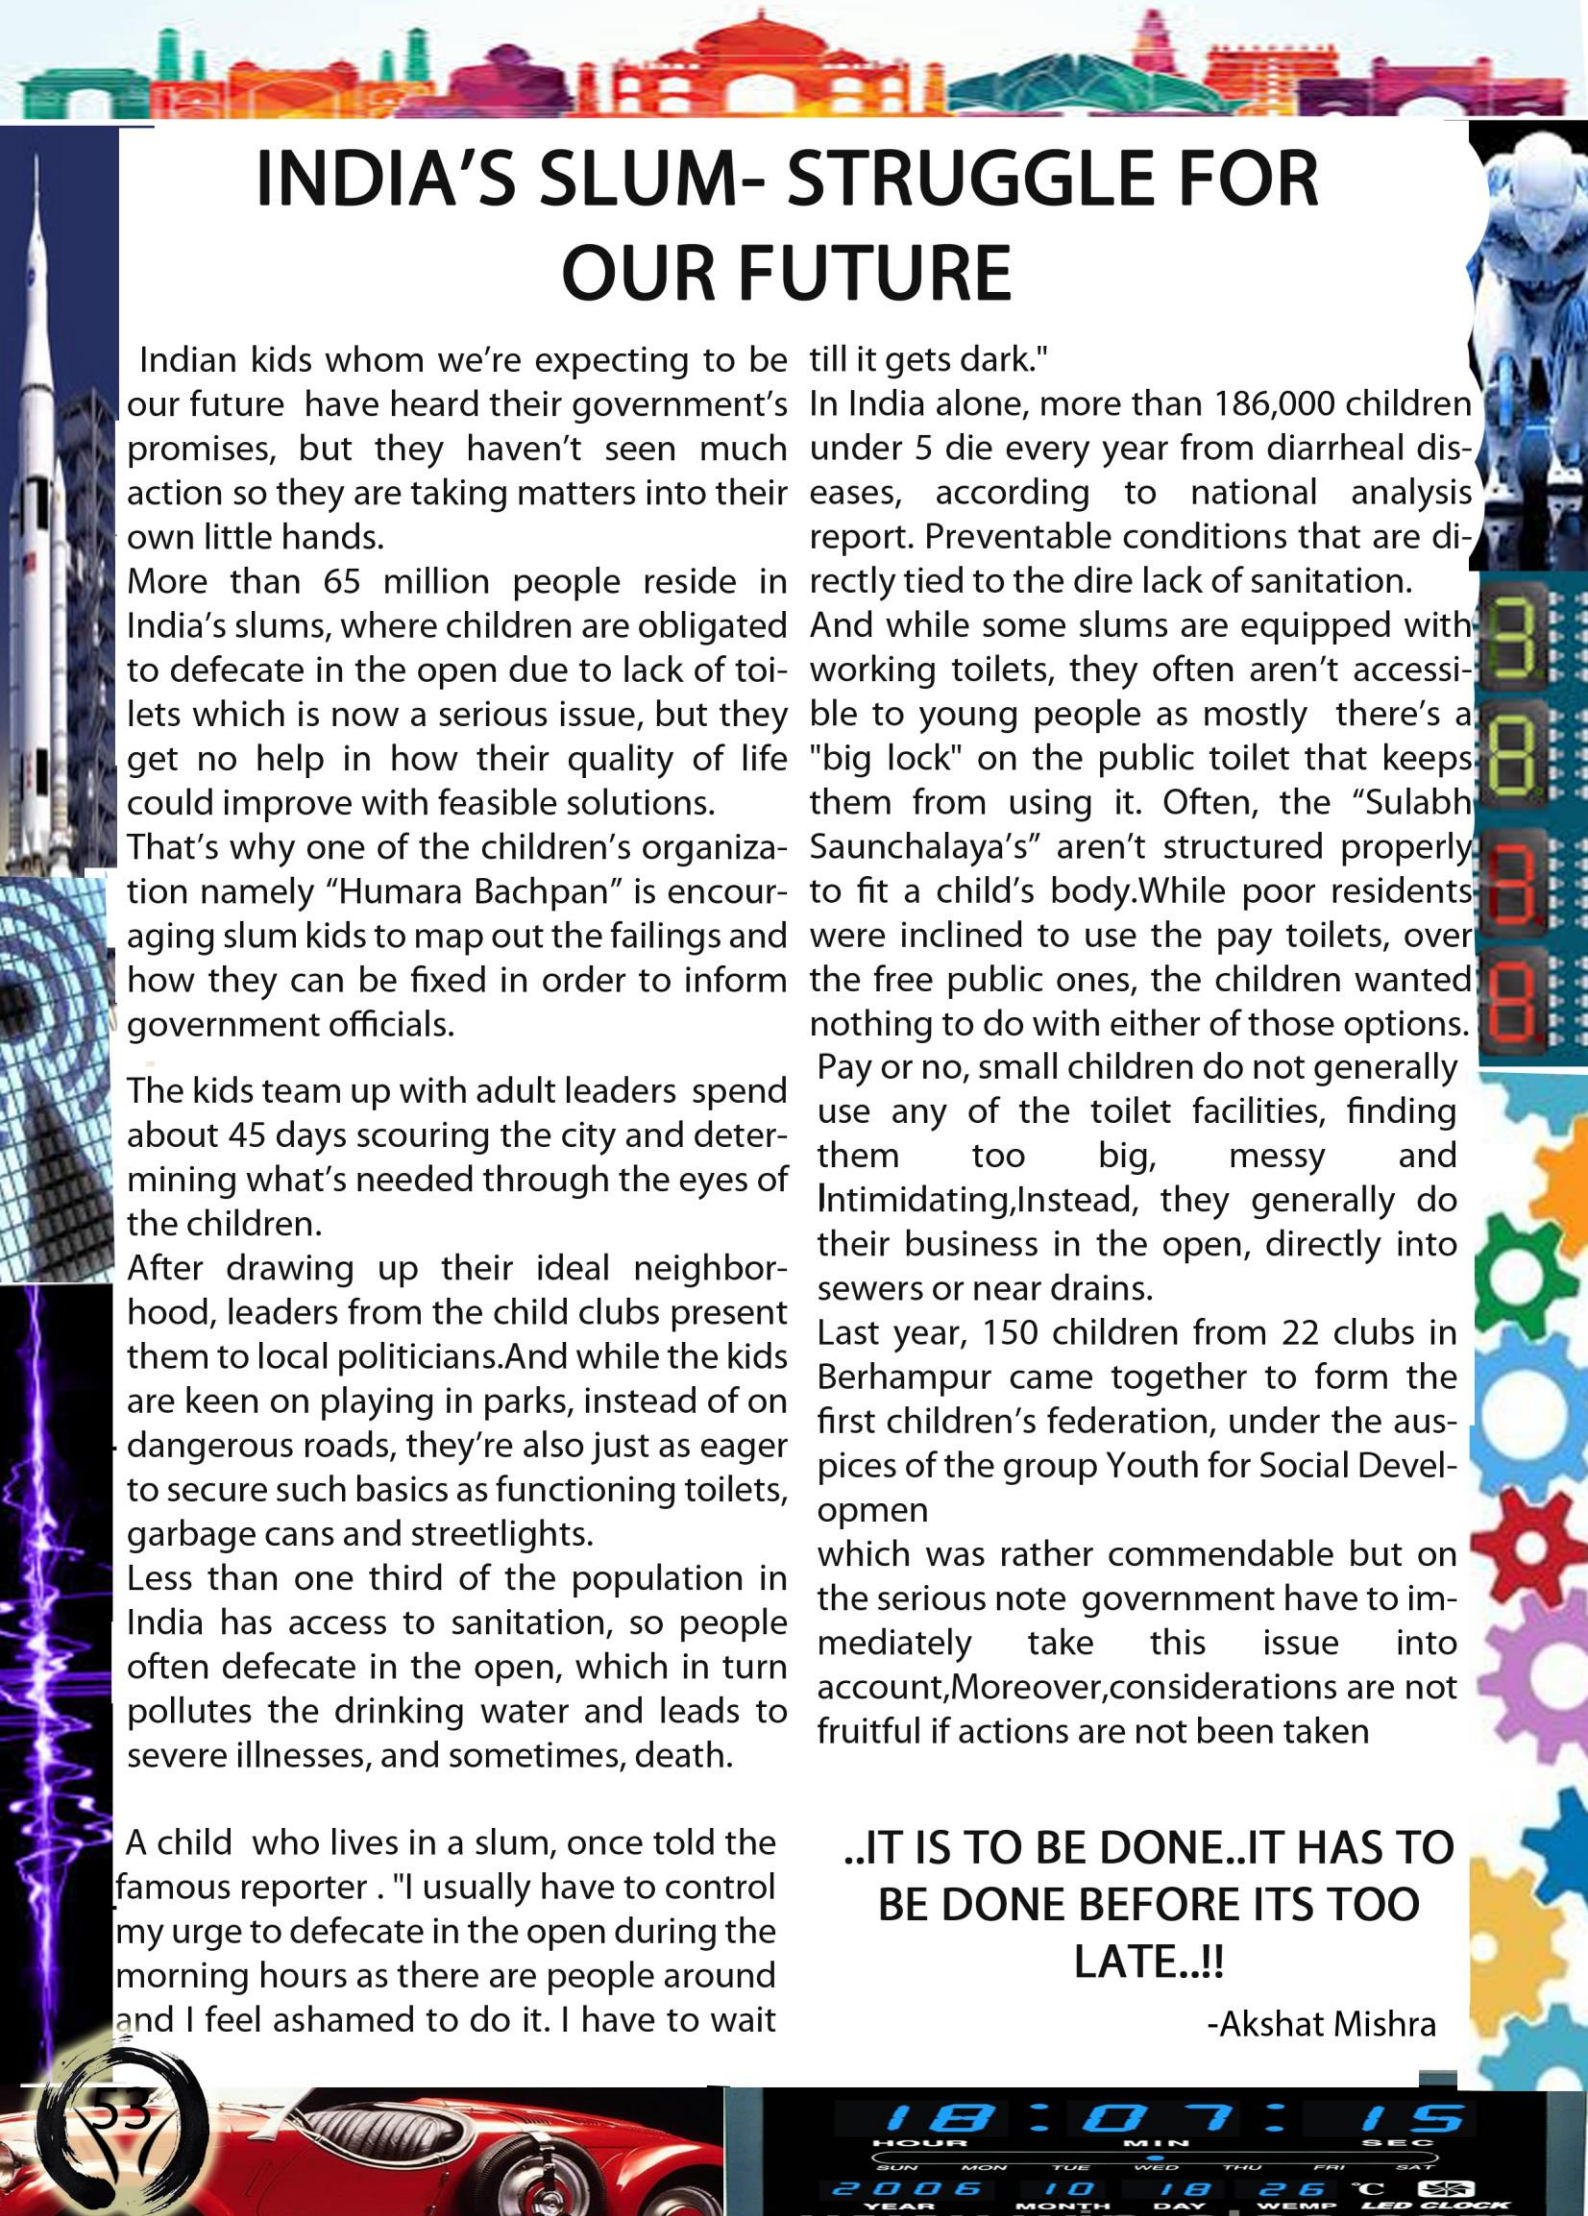 INDIA'S SLUM- STRUGGLE FOR
OUR FUTURE
Indian kids whom we're expecting to be
our future have heard their government's
promises, but they haven't seen much
action so they are taking matters into their
own little hands.
More than 65 million people reside in
India's slums, where children are obligated
to defecate in the open due to lack of toi-
lets which is now a serious issue, but they
get no help in how their quality of life
could improve with feasible solutions.
That's why one of the children's organiza-
tion namely “Humara Bachpan” is encour-
aging slum kids to map out the failings and
how they can be fixed in order to inform
government officials.
The kids team up with adult leaders spend
about 45 days scouring the city and deter-
mining what's needed through the eyes of
the children.
After drawing up their ideal neighbor-
hood, leaders from the child clubs present
them to local politicians.And while the kids
are keen on playing in parks, instead of on
dangerous roads, they're also just as eager
to secure such basics as functioning toilets,
garbage cans and streetlights.
Less than one third of the population in
India has access to sanitation, so people
often defecate in the open, which in turn
pollutes the drinking water and leads to
severe illnesses, and sometimes, death.
A child who lives in a slum, once told the
famous reporter . "I usually have to control
my urge to defecate in the open during the
morning hours as there are people around
and I feel ashamed to do it. I have to wait
till it gets dark."
In India alone, more than 186,000 children
under 5 die every year from diarrheal dis-
eases, according to national analysis
report. Preventable conditions that are di-
rectly tied to the dire lack of sanitation.
And while some slums are equipped with
working toilets, they often aren't accessi-
ble to young people as mostly there's a
"big lock" on the public toilet that keeps
them from using it. Often, the “Sulabh
Saunchalaya's” aren't structured properly
to fit a child's body.While poor residents
were inclined to use the pay toilets, over
the free public ones, the children wanted
nothing to do with either of those options.
Pay or no, small children do not generally
use any of the toilet facilities, finding
them too big, messy and
Intimidating,Instead, they generally do
their business in the open, directly into
sewers or near drains.
Last year, 150 children from 22 clubs in
Berhampur came together to form the
first children's federation, under the aus-
pices of the group Youth for Social Devel-
opmen
which was rather commendable but on
the serious note government have to im-
mediately take this issue into
account,Moreover,considerations are not
fruitful if actions are not been taken
..IT IS TO BE DONE..IT HAS TO
BE DONE BEFORE ITS TOO
LATE..!!
-Akshat Mishra
3
8
3
8
53
18:07:15
HOUR MIN SEC
SUN MON TUE WED THU FRI SAT
2006 10 18 26 °C
YEAR MONTH DAY WEMP LED CLOCK